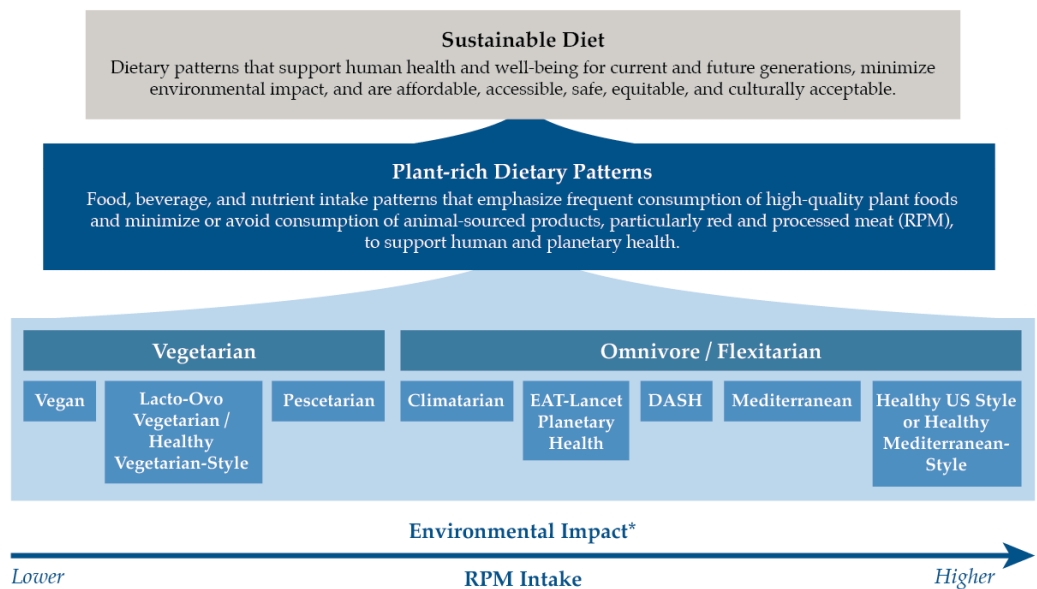 Sustainable Diet
Dietary patterns that support human health and well-being for current and future generations, minimize
environmental impact, and are affordable, accessible, safe, equitable, and culturally acceptable.
Plant-rich Dietary Patterns
Food, beverage, and nutrient intake patterns that emphasize frequent consumption of high-quality plant foods
and minimize or avoid consumption of animal-sourced products, particularly red and processed meat (RPM),
to support human and planetary health.
Vegetarian
Omnivore / Flexitarian
Vegan
Lacto-Ovo
Vegetarian /
Healthy
Vegetarian-Style
Pescetarian
Climatarian
EAT-Lancet
Planetary
Health
DASH
Mediterranean
Healthy US Style
or Healthy
Mediterranean-
Style
Environmental Impact*
Lower
RPM Intake
Higher